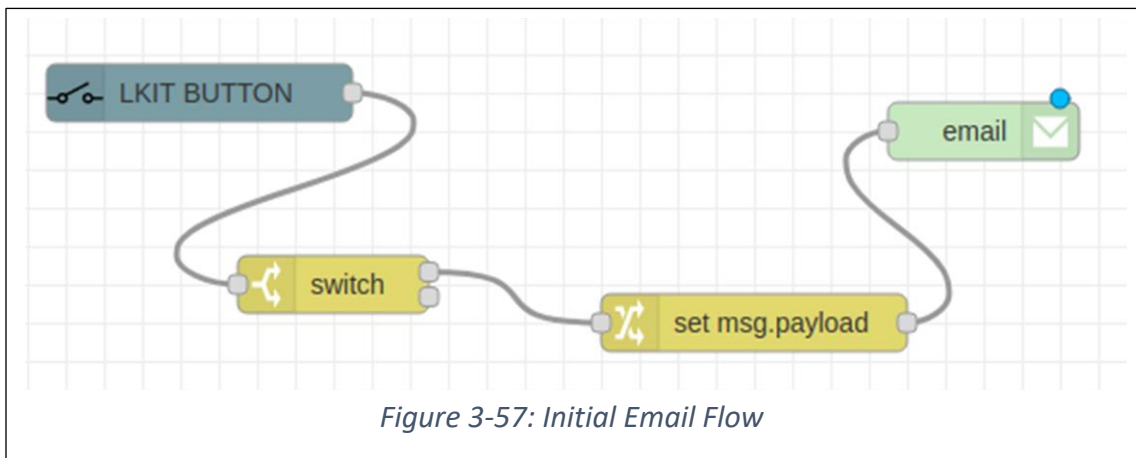 LKIT BUTTON
email
switch
set msg.payload
Figure 3-57: Initial Email Flow